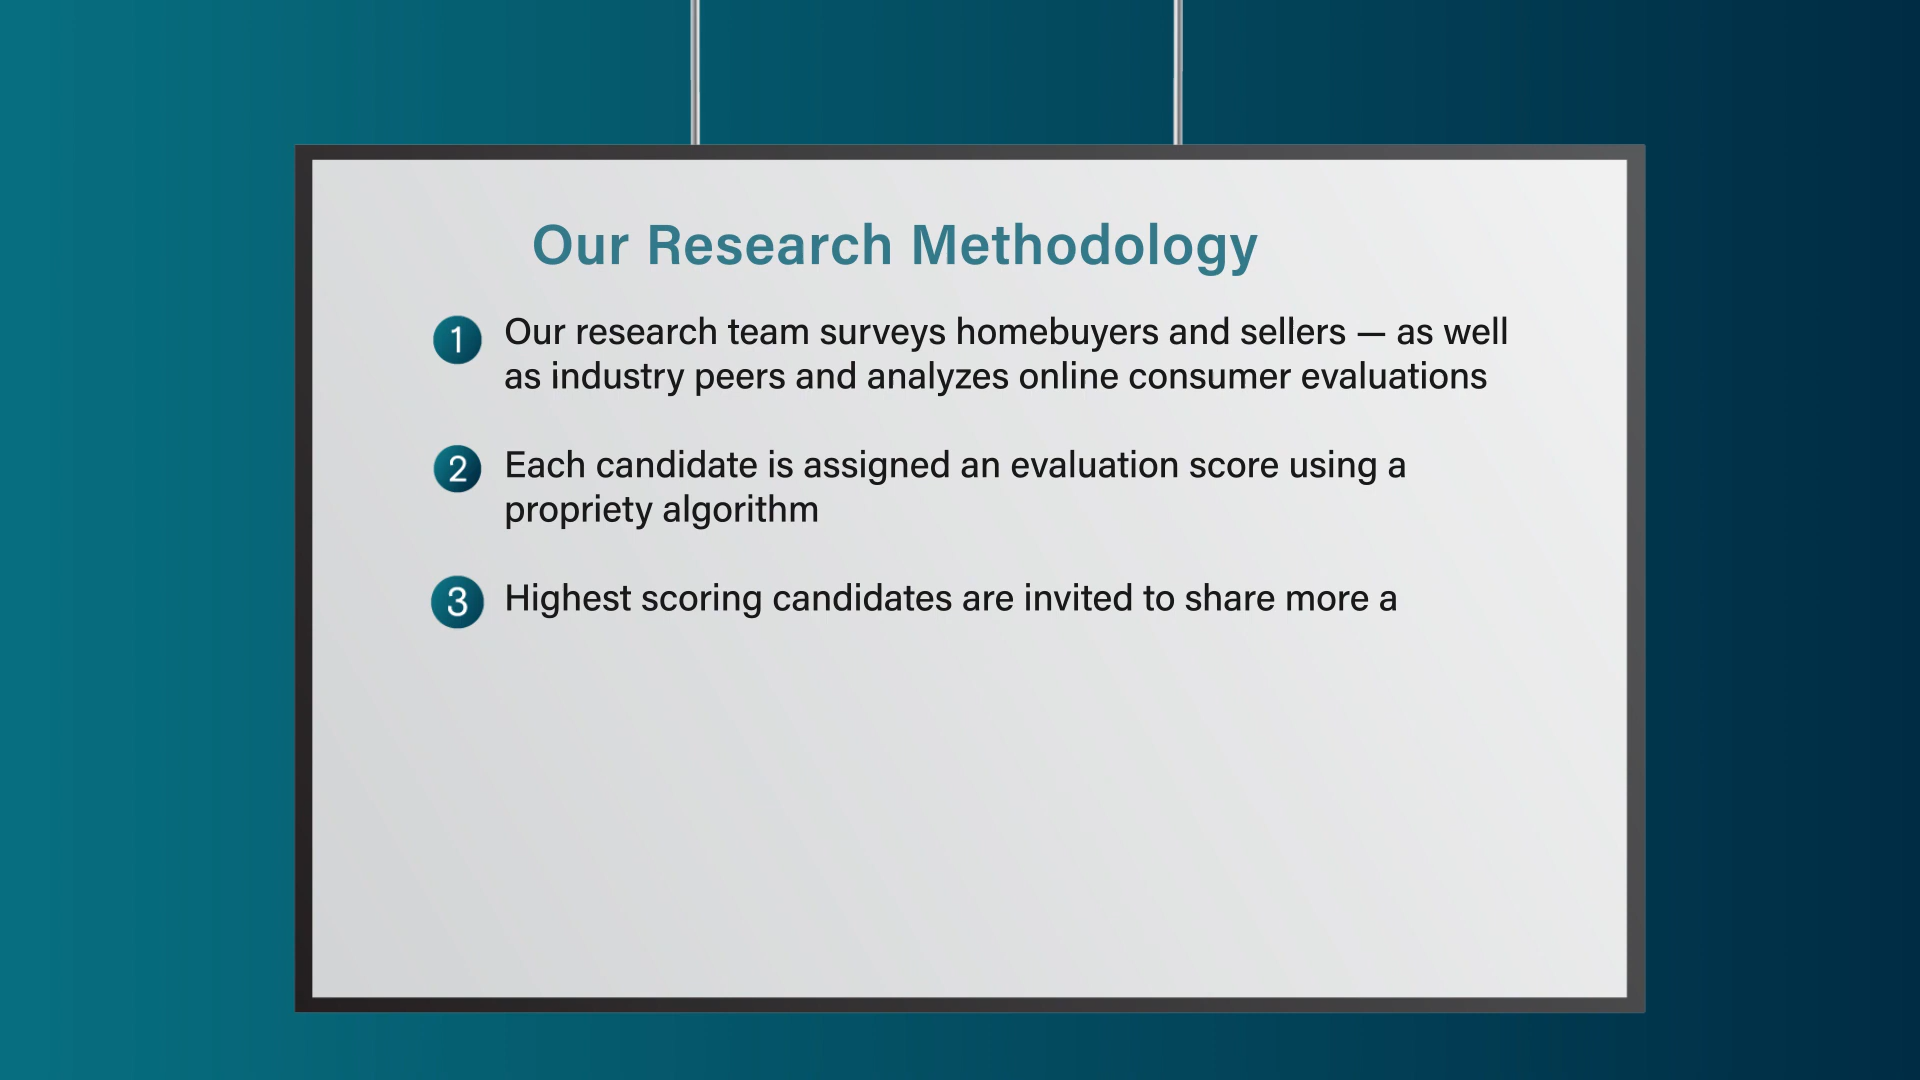 Our Research Methodology
1 Our research team surveys homebuyers and sellers — as well
as industry peers and analyzes online consumer evaluations
2 Each candidate is assigned an evaluation score using a
propriety algorithm
3 Highest scoring candidates are invited to share more a